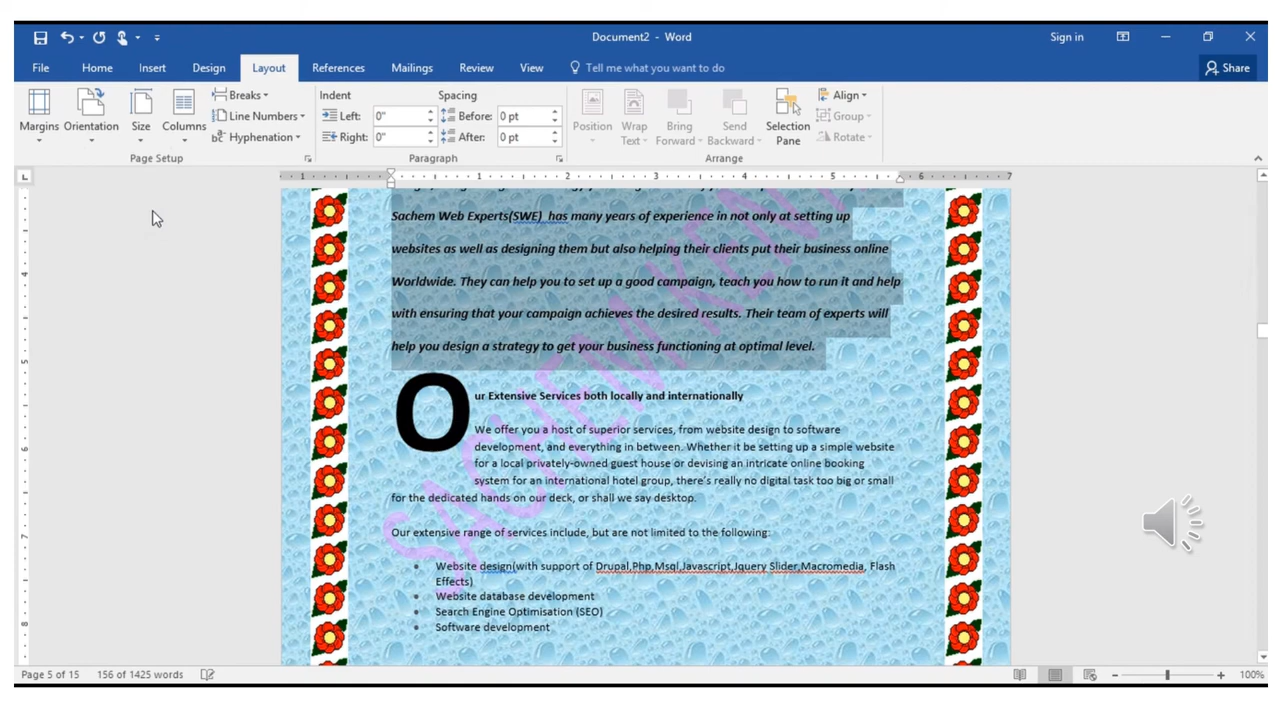 Document2 - Word
Sign in
File Home Insert Design Layout References Mailings Review View Tell me what you want to do Share
Breaks Indent Spacing Align
Line Numbers Left: 0" Before: 0 pt Group
Margins Orientation Size Columns Position Wrap Bring Send Selection
Hyphenation Right: 0" After: 0 pt Text Forward Backward Pane Rotate
Page Setup Paragraph Arrange
1 1 2 3 4 5 6 7
Sachem Web Experts(SWE) has many years of experience in not only at setting up
websites as well as designing them but also helping their clients put their business online
Worldwide. They can help you to set up a good campaign, teach you how to run it and help
with ensuring that your campaign achieves the desired results. Their team of experts will
help you design a strategy to get your business functioning at optimal level.
Our Extensive Services both locally and internationally
We offer you a host of superior services, from website design to software
development, and everything in between. Whether it be setting up a simple website
for a local privately-owned guest house or devising an intricate online booking
system for an international hotel group, there's really no digital task too big or small
for the dedicated hands on our deck, or shall we say desktop.
Our extensive range of services include, but are not limited to the following:
• Website design(with support of Drupal,Php,Msql,Javascript,Jquery Slider,Macromedia, Flash
Effects)
• Website database development
• Search Engine Optimisation (SEO)
• Software development
SACHEM KEN
Page 5 of 15 156 of 1425 words 100%